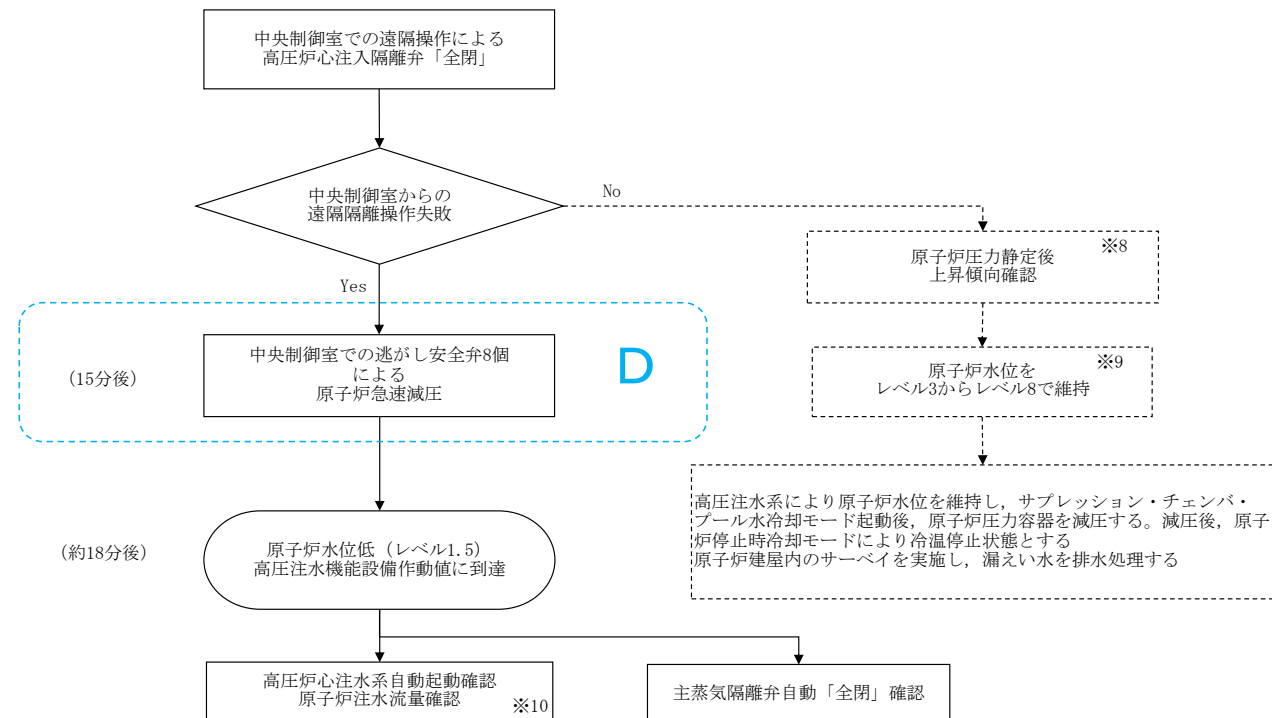 中央制御室での遠隔操作による
高圧炉心注入隔離弁「全閉」
中央制御室からの
遠隔隔離操作失敗
No
Yes
※8
原子炉圧力静定後
上昇傾向確認
(15分後)
中央制御室での逃がし安全弁8個
による
原子炉急速減圧
D
※9
原子炉水位を
レベル3からレベル8で維持
高圧注水系により原子炉水位を維持し，サプレッション・チェンバ・
プール水冷却モード起動後，原子炉圧力容器を減圧する。減圧後，原子
炉停止時冷却モードにより冷温停止状態とする
原子炉建屋内のサーベイを実施し，漏えい水を排水処理する
(約18分後)
原子炉水位低（レベル1.5）
高圧注水機能設備作動値に到達
高圧炉心注水系自動起動確認
原子炉注水流量確認
※10
主蒸気隔離弁自動「全閉」確認